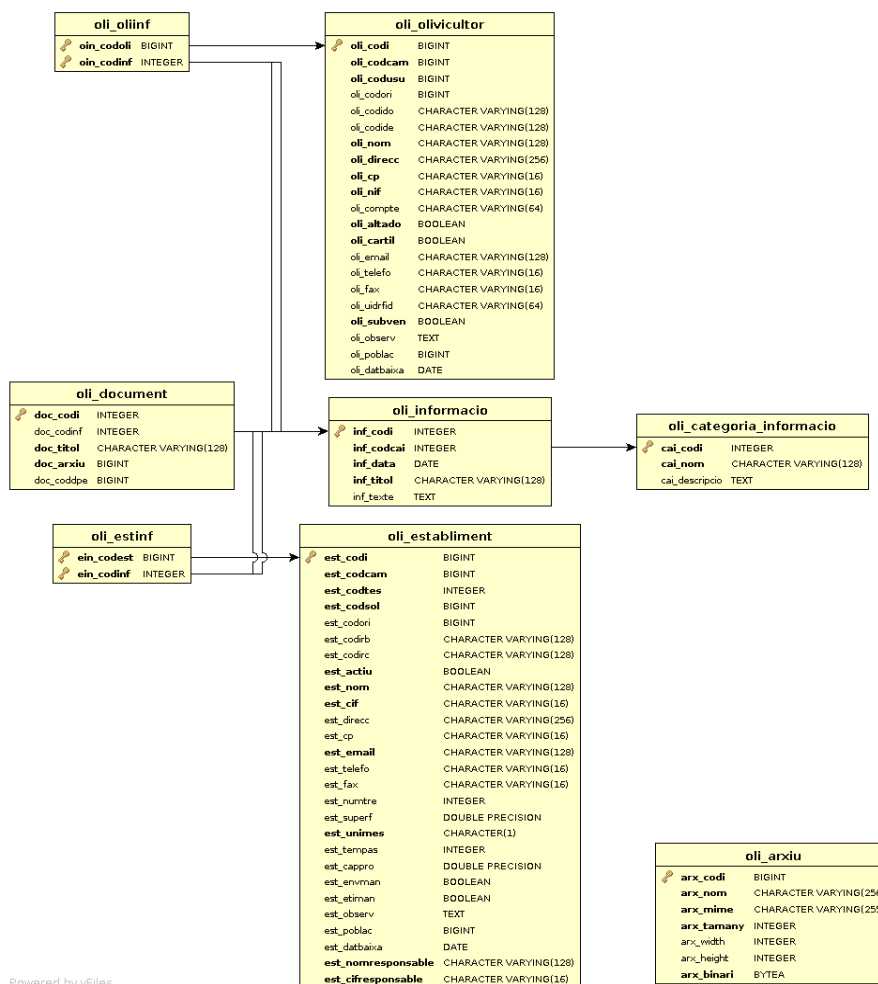 oli_oliinf
oin_codoli BIGINT
oin_codinf INTEGER
oli_olivicultor
oli_codi BIGINT
oli_codcam BIGINT
oli_codusu BIGINT
oli_codori BIGINT
oli_codido CHARACTER VARYING(128)
oli_codide CHARACTER VARYING(128)
oli_nom CHARACTER VARYING(128)
oli_direcc CHARACTER VARYING(256)
oli_cp CHARACTER VARYING(16)
oli_nif CHARACTER VARYING(16)
oli_compte CHARACTER VARYING(64)
oli_altado BOOLEAN
oli_cartil BOOLEAN
oli_email CHARACTER VARYING(128)
oli_telefo CHARACTER VARYING(16)
oli_fax CHARACTER VARYING(16)
oli_uidrfid CHARACTER VARYING(64)
oli_subven BOOLEAN
oli_observ TEXT
oli_poblac BIGINT
oli_datbaixa DATE
oli_document
doc_codi INTEGER
doc_codinf INTEGER
doc_titol CHARACTER VARYING(128)
doc_arxiu BIGINT
doc_coddpe BIGINT
oli_informacio
inf_codi INTEGER
inf_codcai INTEGER
inf_data DATE
inf_titol CHARACTER VARYING(128)
inf_texte TEXT
oli_categoria_informacio
cai_codi INTEGER
cai_nom CHARACTER VARYING(128)
cai_descripcio TEXT
oli_estinf
ein_codest BIGINT
ein_codinf INTEGER
oli_establiment
est_codi BIGINT
est_codcam BIGINT
est_codtes INTEGER
est_codsol BIGINT
est_codori BIGINT
est_codirb CHARACTER VARYING(128)
est_codirc CHARACTER VARYING(128)
est_actiu BOOLEAN
est_nom CHARACTER VARYING(128)
est_cif CHARACTER VARYING(16)
est_direcc CHARACTER VARYING(256)
est_cp CHARACTER VARYING(16)
est_email CHARACTER VARYING(128)
est_telefo CHARACTER VARYING(16)
est_fax CHARACTER VARYING(16)
est_numtre INTEGER
est_superf DOUBLE PRECISION
est_unimes CHARACTER(1)
est_tempas INTEGER
est_cappro DOUBLE PRECISION
est_envman BOOLEAN
est_etiman BOOLEAN
est_observ TEXT
est_poblac BIGINT
est_datbaixa DATE
est_nomresponsable CHARACTER VARYING(128)
est_cifresponsable CHARACTER VARYING(16)
oli_arxiu
arx_codi BIGINT
arx_nom CHARACTER VARYING(256
arx_mime CHARACTER VARYING(255
arx_tamany INTEGER
arx_width INTEGER
arx_height INTEGER
arx_binari BYTEA
Powered by yFiles